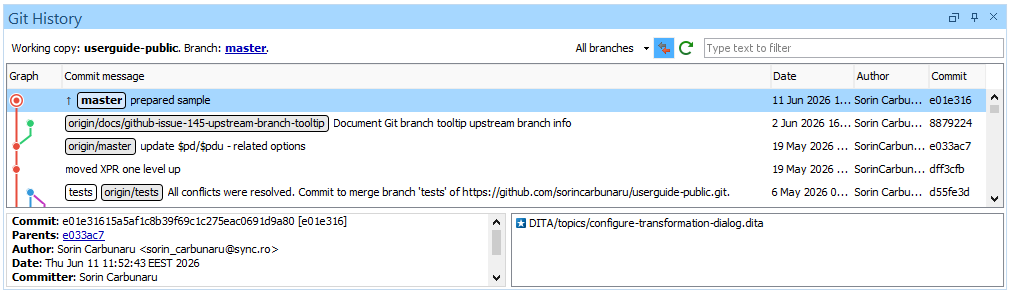 Git History
Working copy: userguide-public. Branch: master.
All branches
Type text to filter
Graph Commit message Date Author Commit
↑ master prepared sample 11 Jun 2026 1... Sorin Carbu... e01e316
origin/docs/github-issue-145-upstream-branch-tooltip Document Git branch tooltip upstream branch info 2 Jun 2026 16... Sorin Carbu... 8879224
origin/master update $pd/$pdu - related options 19 May 2026 ... SorinCarbun... e033ac7
moved XPR one level up 19 May 2026 ... SorinCarbun... dff3cfb
tests origin/tests All conflicts were resolved. Commit to merge branch 'tests' of https://github.com/sorincarbunaru/userguide-public.git. 6 May 2026 0... SorinCarbun... d55fe3d
Commit: e01e31615a5af1c8b39f69c1c275eac0691d9a80 [e01e316]
Parents: e033ac7
Author: Sorin Carbunaru <sorin_carbunaru@sync.ro>
Date: Thu Jun 11 11:52:43 EEST 2026
Committer: Sorin Carbunaru
DITA/topics/configure-transformation-dialog.dita